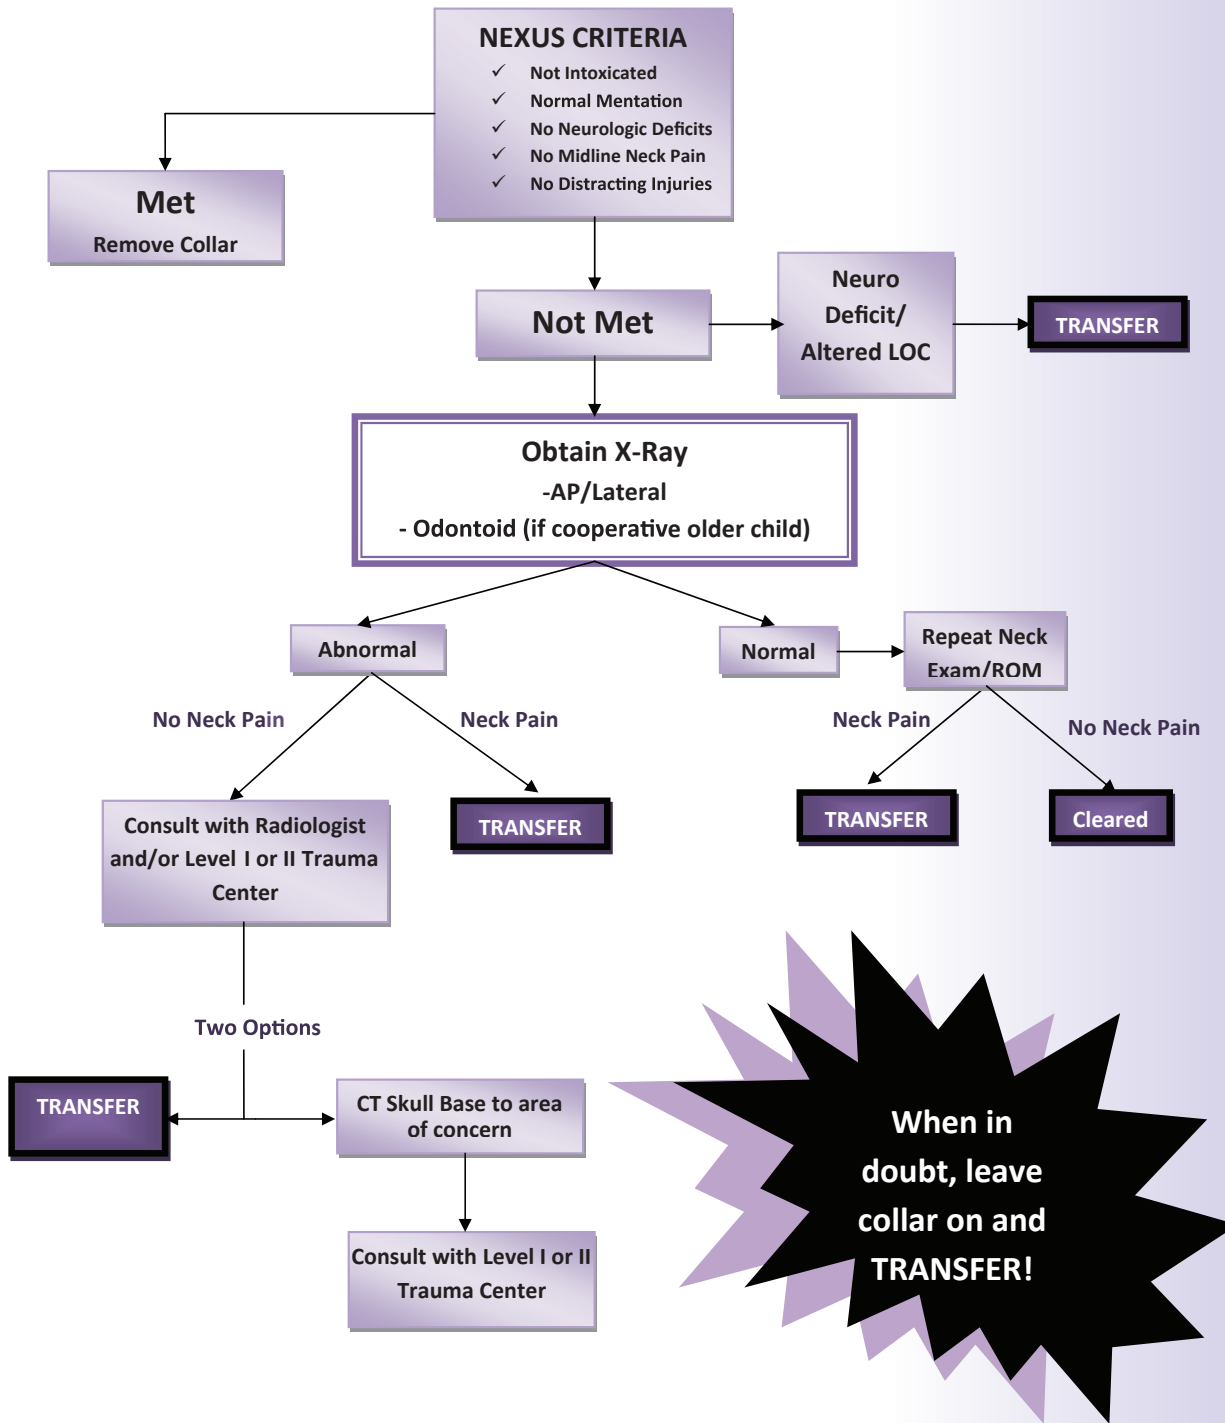 NEXUS CRITERIA
✓ Not Intoxicated
✓ Normal Mentation
✓ No Neurologic Deficits
✓ No Midline Neck Pain
✓ No Distracting Injuries
Met
Remove Collar
Not Met
Neuro
Deficit/
Altered LOC
TRANSFER
Obtain X-Ray
-AP/Lateral
- Odontoid (if cooperative older child)
Abnormal
Normal
Repeat Neck
Exam/ROM
No Neck Pain
Neck Pain
Neck Pain
No Neck Pain
Consult with Radiologist
and/or Level I or II Trauma
Center
TRANSFER
TRANSFER
Cleared
Two Options
TRANSFER
CT Skull Base to area
of concern
Consult with Level I or II
Trauma Center
When in
doubt, leave
collar on and
TRANSFER!